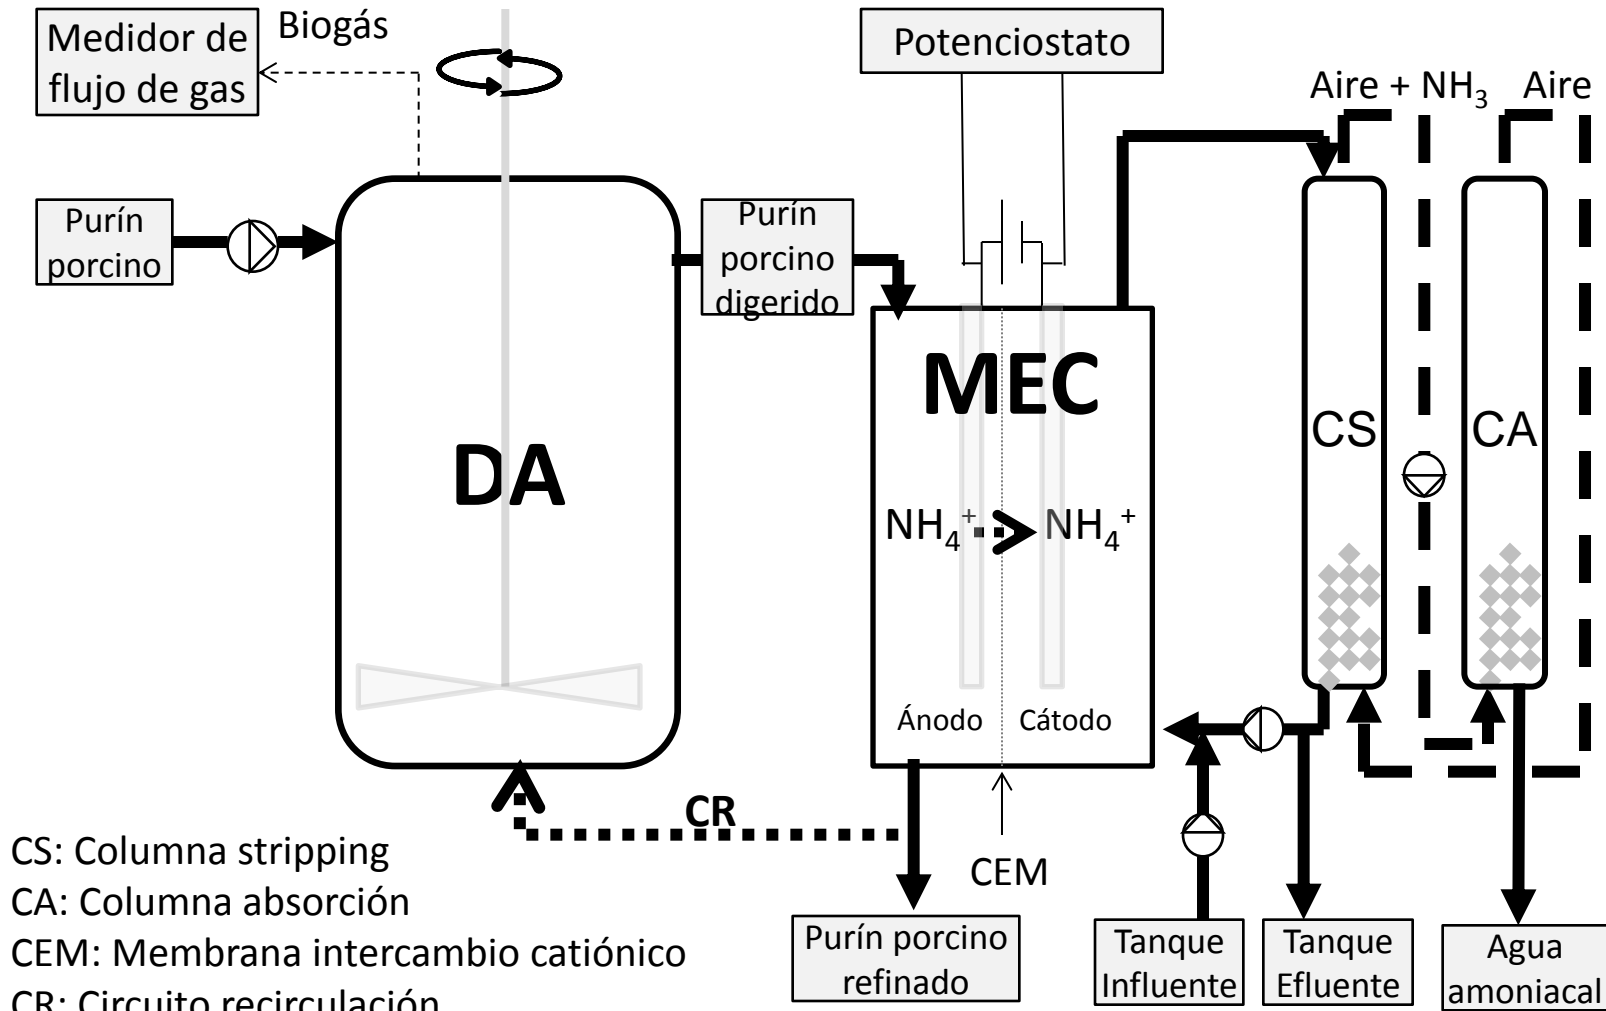 Medidor de
flujo de gas
Biogás
Potenciostato
Aire + NH₃
Aire
Purín
porcino
Purín
porcino
digerido
MEC
DA
CS
CA
NH₄⁺
NH₄⁺
Ánodo
Cátodo
CR
CEM
CS: Columna stripping
CA: Columna absorción
CEM: Membrana intercambio catiónico
CR: Circuito recirculación
Purín porcino
refinado
Tanque
Influente
Tanque
Efluente
Agua
amoniacal